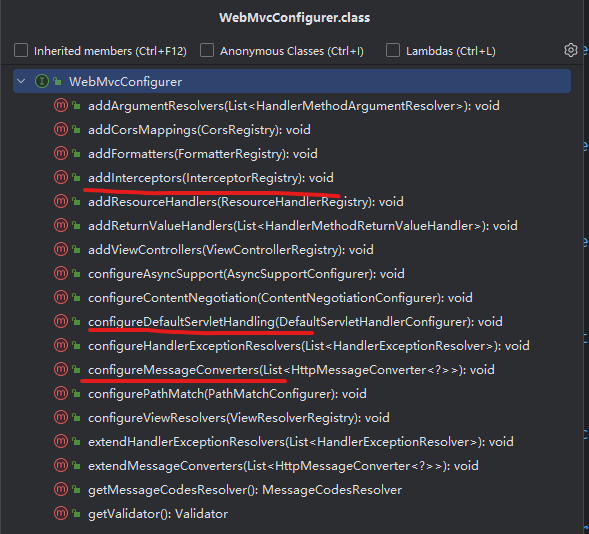 WebMvcConfigurer.class
Inherited members (Ctrl+F12) Anonymous Classes (Ctrl+I) Lambdas (Ctrl+L)
WebMvcConfigurer
addArgumentResolvers(List<HandlerMethodArgumentResolver>): void
addCorsMappings(CorsRegistry): void
addFormatters(FormatterRegistry): void
addInterceptors(InterceptorRegistry): void
addResourceHandlers(ResourceHandlerRegistry): void
addReturnValueHandlers(List<HandlerMethodReturnValueHandler>): void
addViewControllers(ViewControllerRegistry): void
configureAsyncSupport(AsyncSupportConfigurer): void
configureContentNegotiation(ContentNegotiationConfigurer): void
configureDefaultServletHandling(DefaultServletHandlerConfigurer): void
configureHandlerExceptionResolvers(List<HandlerExceptionResolver>): void
configureMessageConverters(List<HttpMessageConverter<?>>): void
configurePathMatch(PathMatchConfigurer): void
configureViewResolvers(ViewResolverRegistry): void
extendHandlerExceptionResolvers(List<HandlerExceptionResolver>): void
extendMessageConverters(List<HttpMessageConverter<?>>): void
getMessageCodesResolver(): MessageCodesResolver
getValidator(): Validator